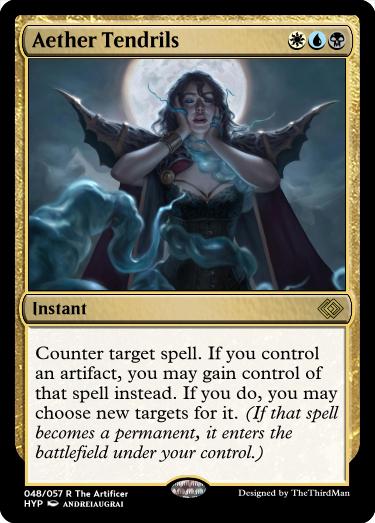 Aether Tendrils
Instant
Counter target spell. If you control
an artifact, you may gain control of
that spell instead. If you do, you may
choose new targets for it. (If that spell
becomes a permanent, it enters the
battlefield under your control.)
048/057 R The Artificer
HYP ANDREIAUGRAI
Designed by TheThirdMan